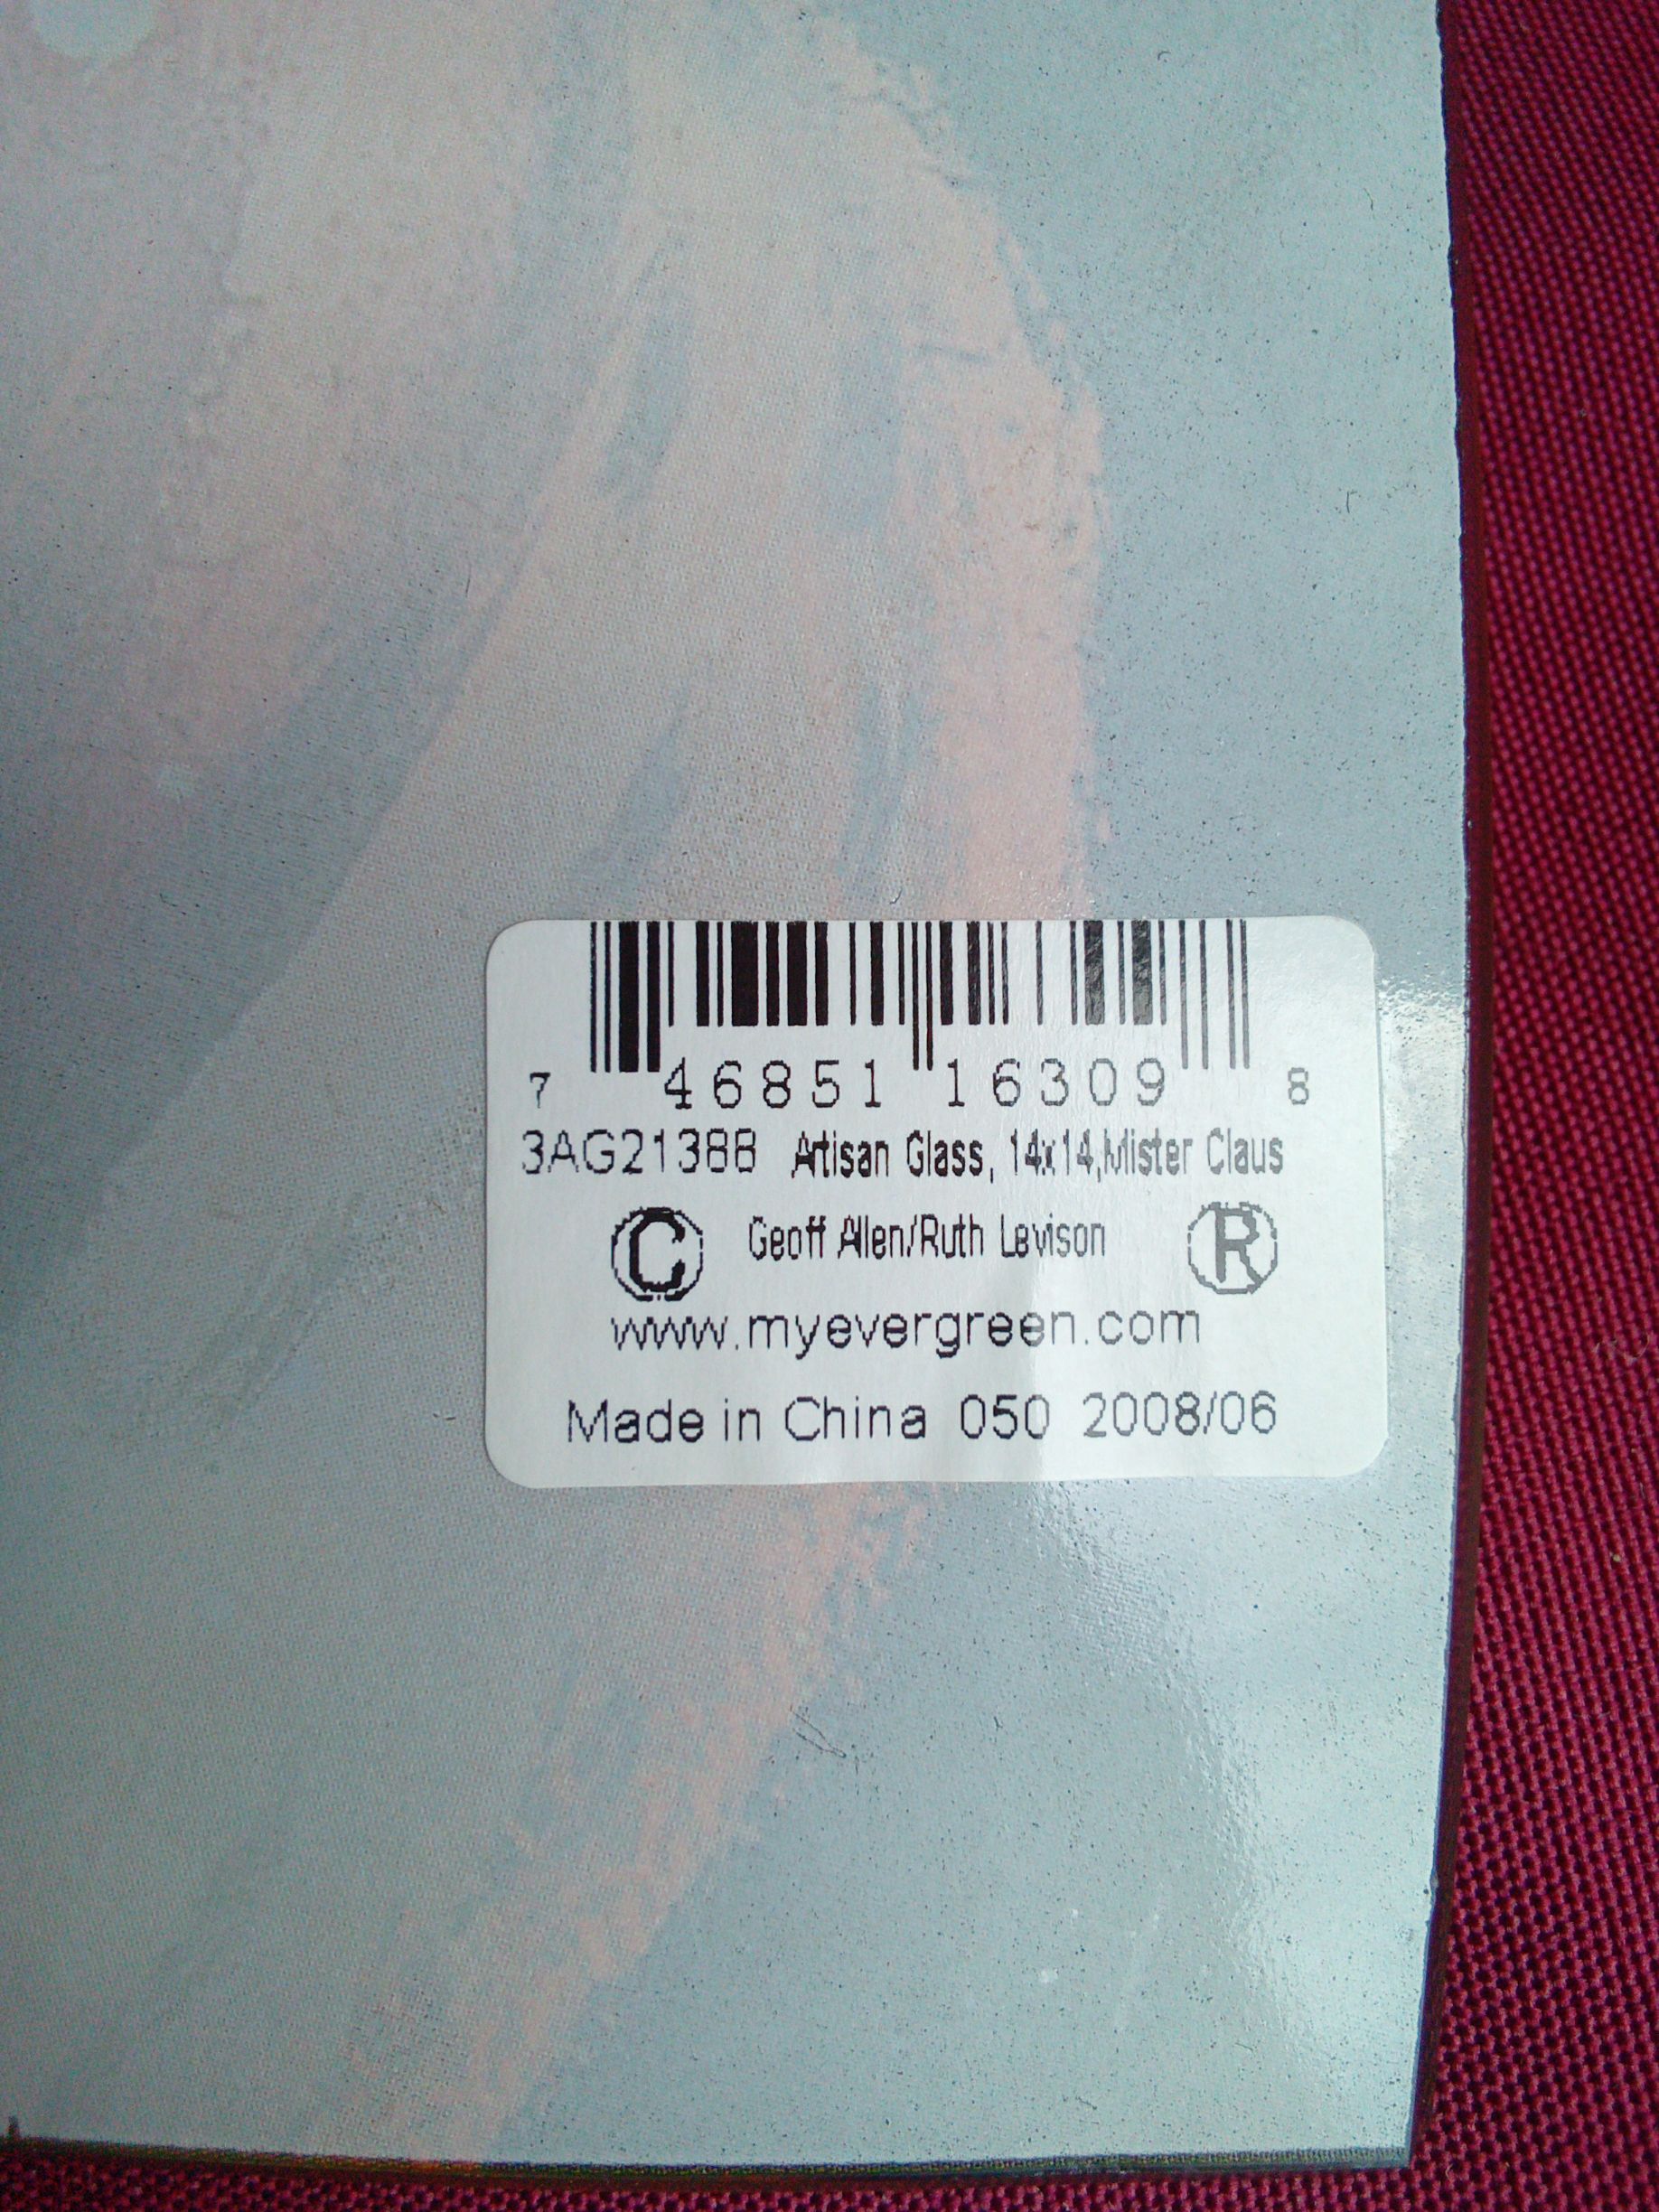 7 46851 16309 8
3AG21388 Artisan Glass, 14x14,Mister Claus
© Geoff Allen/Ruth Levison ®
www.myevergreen.com
Made in China 050 2008/06